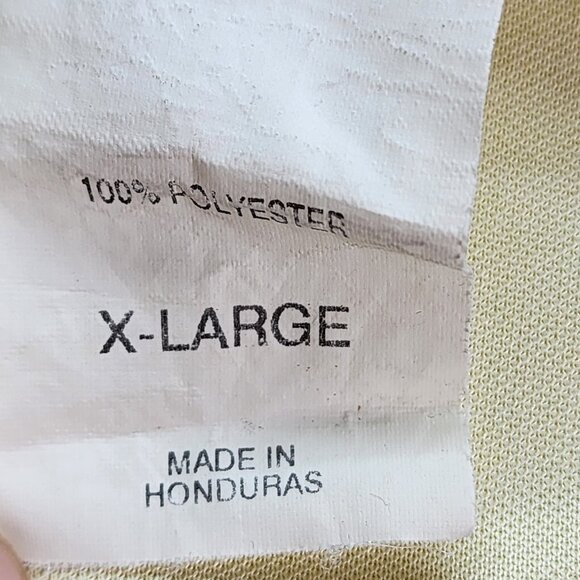 100% POLYESTER
X-LARGE
MADE IN
HONDURAS